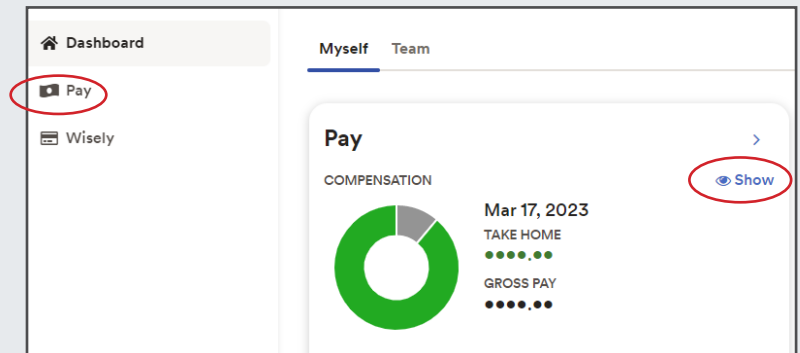 Dashboard
Pay
Wisely
Myself Team
Pay
COMPENSATION
Show
Mar 17, 2023
TAKE HOME
●●●●.●●
GROSS PAY
●●●●.●●